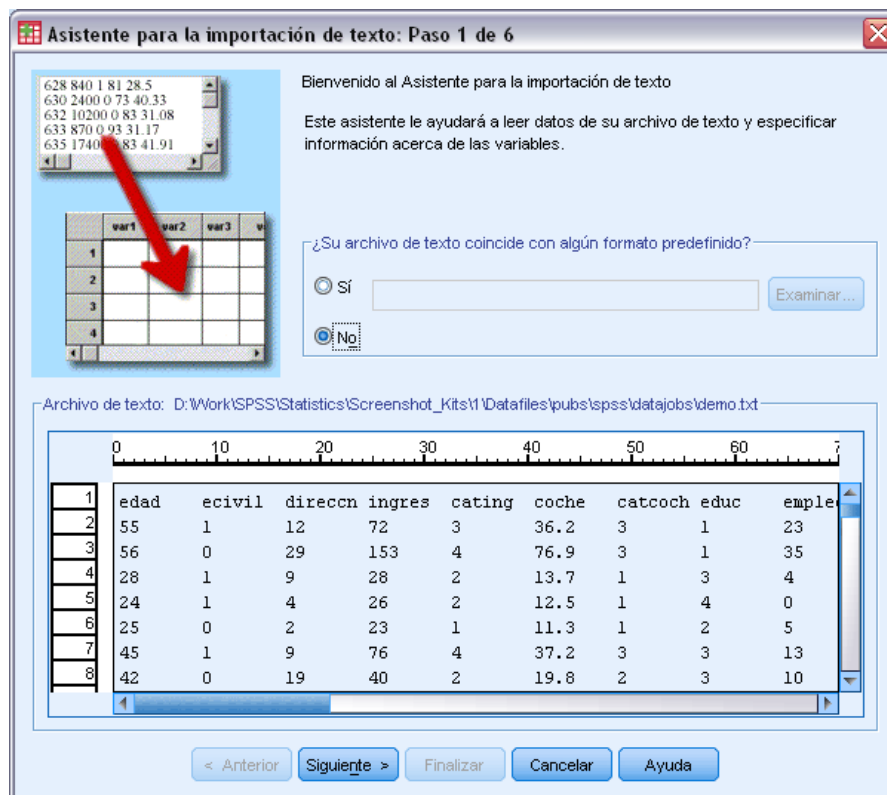 Asistente para la importación de texto: Paso 1 de 6
628 840 1 81 28.5
630 2400 0 73 40.33
632 10200 0 83 31.08
633 870 0 93 31.17
635 1740 83 41.91
var1 var2 var3 v
1
2
3
4
Bienvenido al Asistente para la importación de texto
Este asistente le ayudará a leer datos de su archivo de texto y especificar
información acerca de las variables.
¿Su archivo de texto coincide con algún formato predefinido?
Sí
Examinar...
No
Archivo de texto: D:\Work\SPSS\Statistics\Screenshot_Kits\1\Datafiles\pubs\spss\datajobs\demo.txt
0 10 20 30 40 50 60 7
1 edad ecivil direccn ingres cating coche catcoch educ emple
2 55 1 12 72 3 36.2 3 1 23
3 56 0 29 153 4 76.9 3 1 35
4 28 1 9 28 2 13.7 1 3 4
5 24 1 4 26 2 12.5 1 4 0
6 25 0 2 23 1 11.3 1 2 5
7 45 1 9 76 4 37.2 3 3 13
8 42 0 19 40 2 19.8 2 3 10
< Anterior Siguiente > Finalizar Cancelar Ayuda